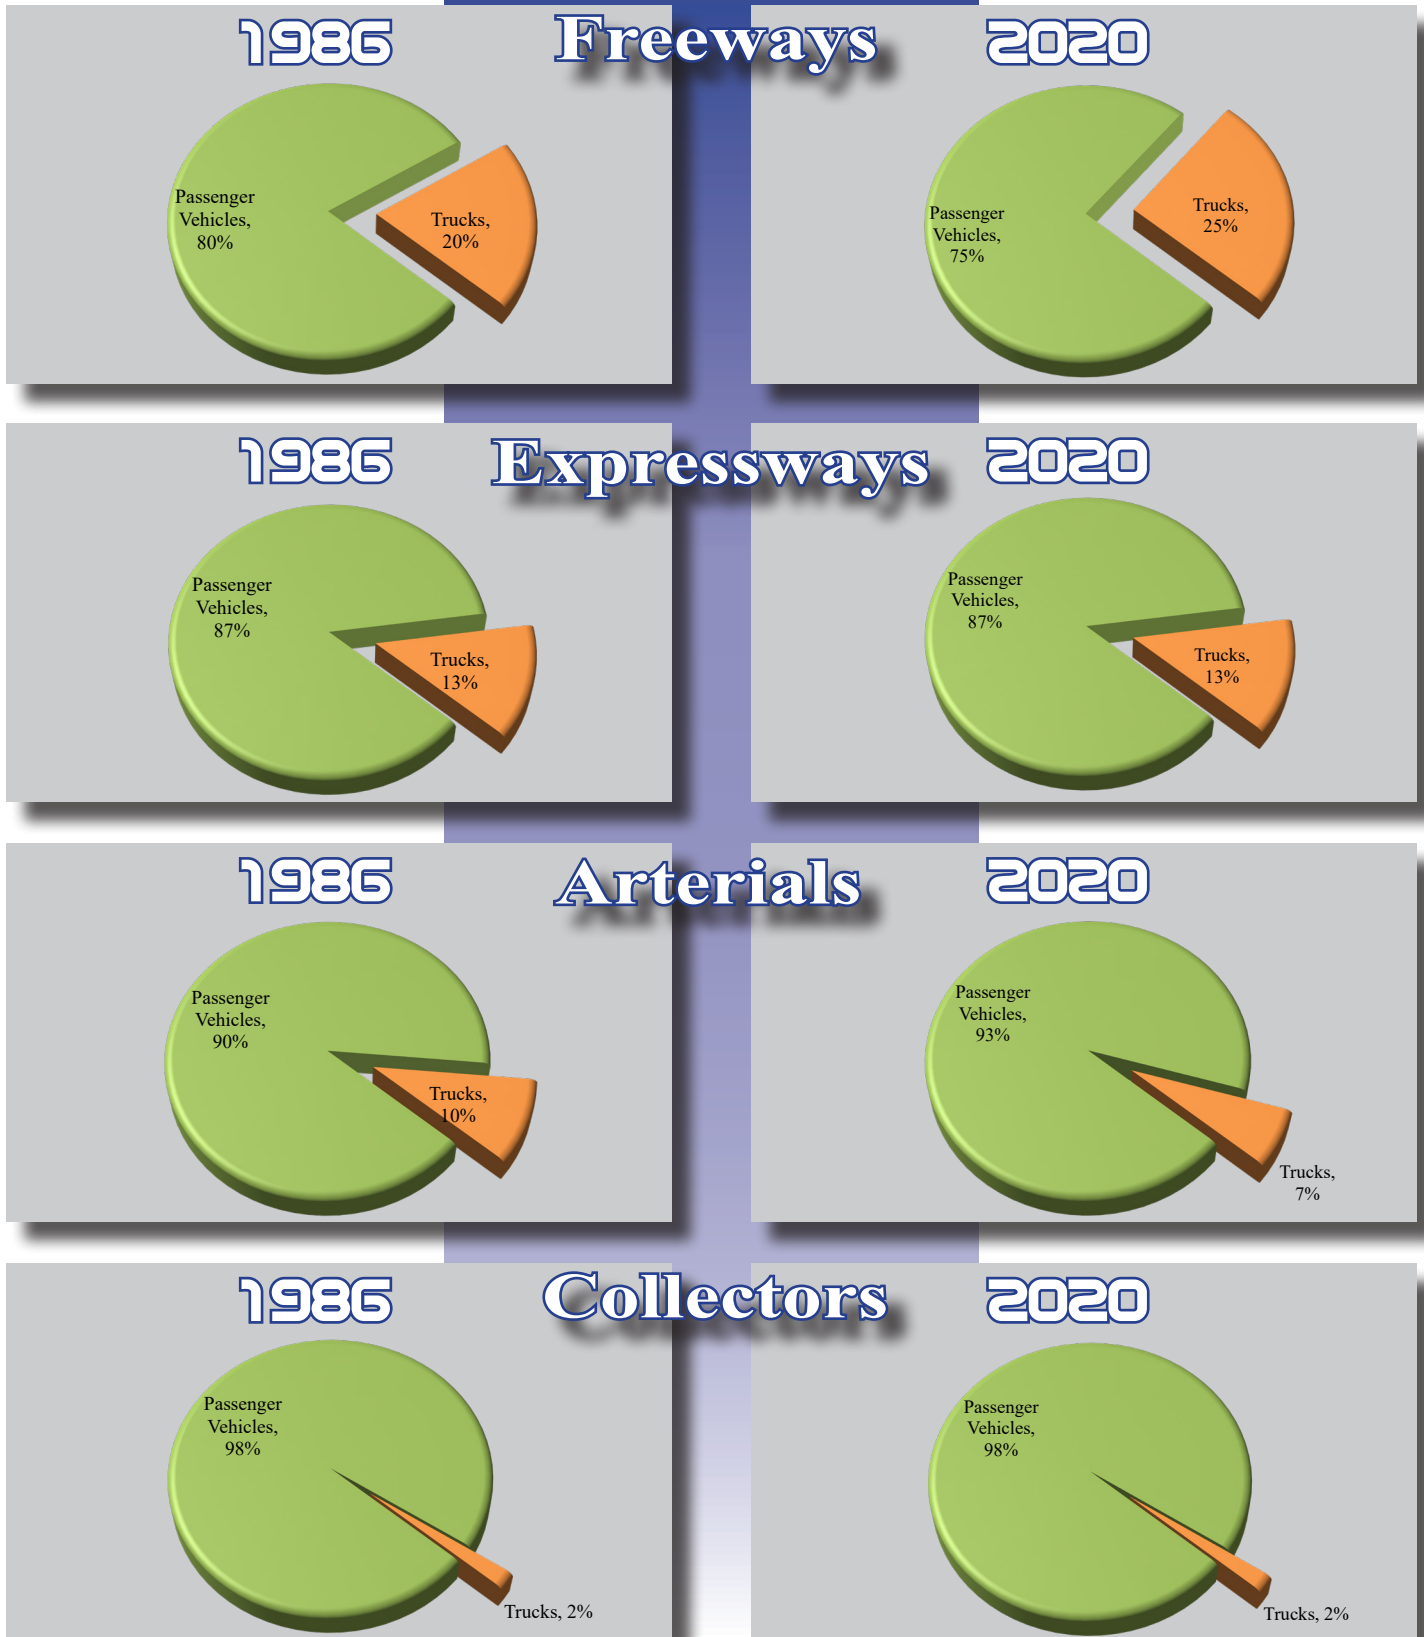 1986
Freeways
2020
Passenger
Vehicles,
80%
Trucks,
20%
Passenger
Vehicles,
75%
Trucks,
25%
1986
Expressways
2020
Passenger
Vehicles,
87%
Trucks,
13%
Passenger
Vehicles,
87%
Trucks,
13%
1986
Arterials
2020
Passenger
Vehicles,
90%
Trucks,
10%
Passenger
Vehicles,
93%
Trucks,
7%
1986
Collectors
2020
Passenger
Vehicles,
98%
Trucks, 2%
Passenger
Vehicles,
98%
Trucks, 2%